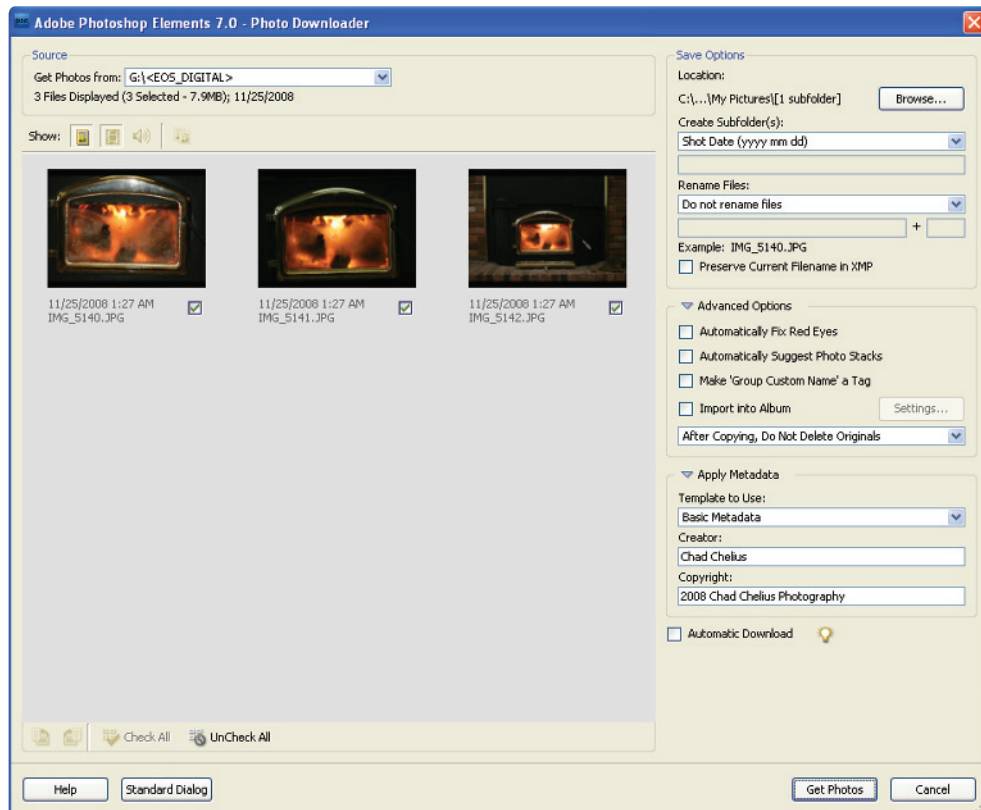 Adobe Photoshop Elements 7.0 - Photo Downloader
Source
Get Photos from: G:\<EOS_DIGITAL>
3 Files Displayed (3 Selected - 7.9MB); 11/25/2008
Show:
11/25/2008 1:27 AM
IMG_5140.JPG
11/25/2008 1:27 AM
IMG_5141.JPG
11/25/2008 1:27 AM
IMG_5142.JPG
Check All
UnCheck All
Save Options
Location:
C:\...\My Pictures\[1 subfolder]
Browse...
Create Subfolder(s):
Shot Date (yyyy mm dd)
Rename Files:
Do not rename files
+
Example: IMG_5140.JPG
Preserve Current Filename in XMP
Advanced Options
Automatically Fix Red Eyes
Automatically Suggest Photo Stacks
Make 'Group Custom Name' a Tag
Import into Album
Settings...
After Copying, Do Not Delete Originals
Apply Metadata
Template to Use:
Basic Metadata
Creator:
Chad Chelius
Copyright:
2008 Chad Chelius Photography
Automatic Download
Help
Standard Dialog
Get Photos
Cancel